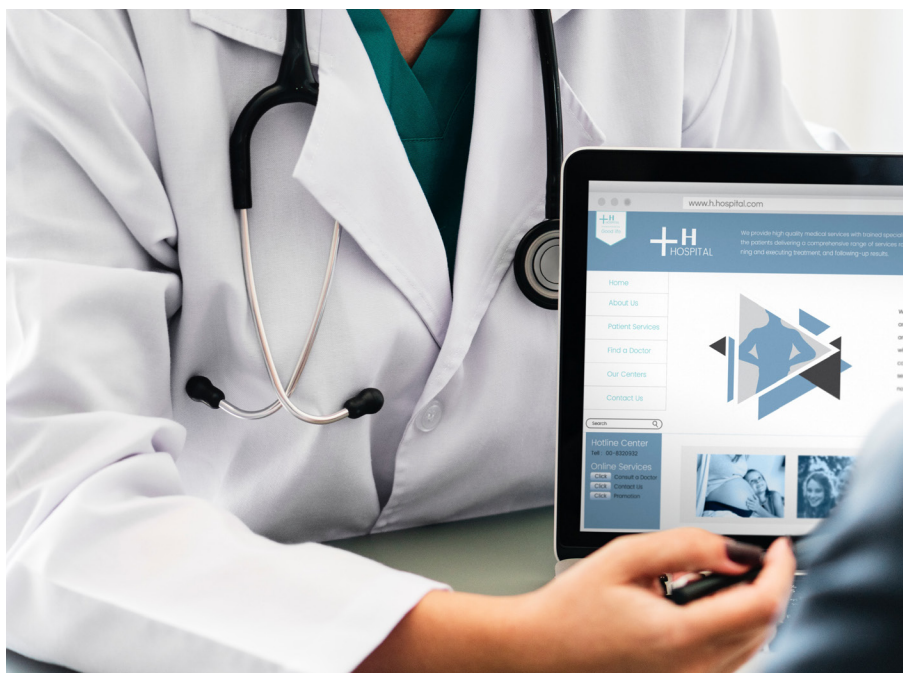 www.h.hospital.com
H
HOSPITAL
We provide high quality medical services with trained special
the patients delivering a comprehensive range of services
ning and executing treatment, and following-up results.
Home
About Us
Patient Services
Find a Doctor
Our Centers
Contact Us
Search
Hotline Center
Tell : 00-6320932
Online Services
Click Consult a Doctor
Click Contact Us
Click Promotion